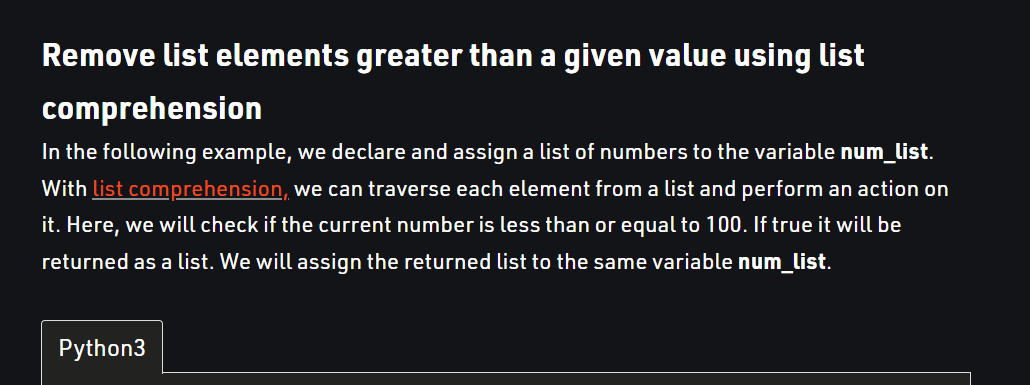 Remove list elements greater than a given value using list
comprehension
In the following example, we declare and assign a list of numbers to the variable num_list.
With list comprehension, we can traverse each element from a list and perform an action on
it. Here, we will check if the current number is less than or equal to 100. If true it will be
returned as a list. We will assign the returned list to the same variable num_list.
Python3